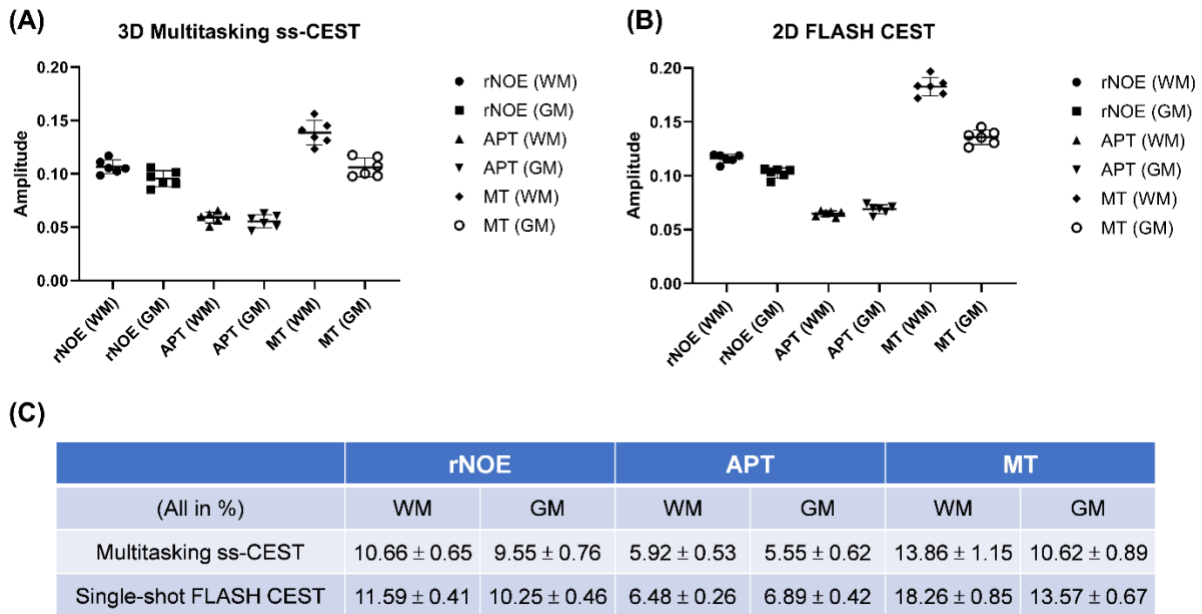 (A)
3D Multitasking ss-CEST
Amplitude
0.20
0.15
0.10
0.05
0.00
rNOE (WM)
rNOE (GM)
APT (WM)
APT (GM)
MT (WM)
MT (GM)
rNOE (WM)
rNOE (GM)
APT (WM)
APT (GM)
MT (WM)
MT (GM)
(B)
2D FLASH CEST
Amplitude
0.20
0.15
0.10
0.05
0.00
rNOE (WM)
rNOE (GM)
APT (WM)
APT (GM)
MT (WM)
MT (GM)
rNOE (WM)
rNOE (GM)
APT (WM)
APT (GM)
MT (WM)
MT (GM)
(C)
rNOE APT MT
(All in %) WM GM WM GM WM GM
Multitasking ss-CEST 10.66 ± 0.65 9.55 ± 0.76 5.92 ± 0.53 5.55 ± 0.62 13.86 ± 1.15 10.62 ± 0.89
Single-shot FLASH CEST 11.59 ± 0.41 10.25 ± 0.46 6.48 ± 0.26 6.89 ± 0.42 18.26 ± 0.85 13.57 ± 0.67